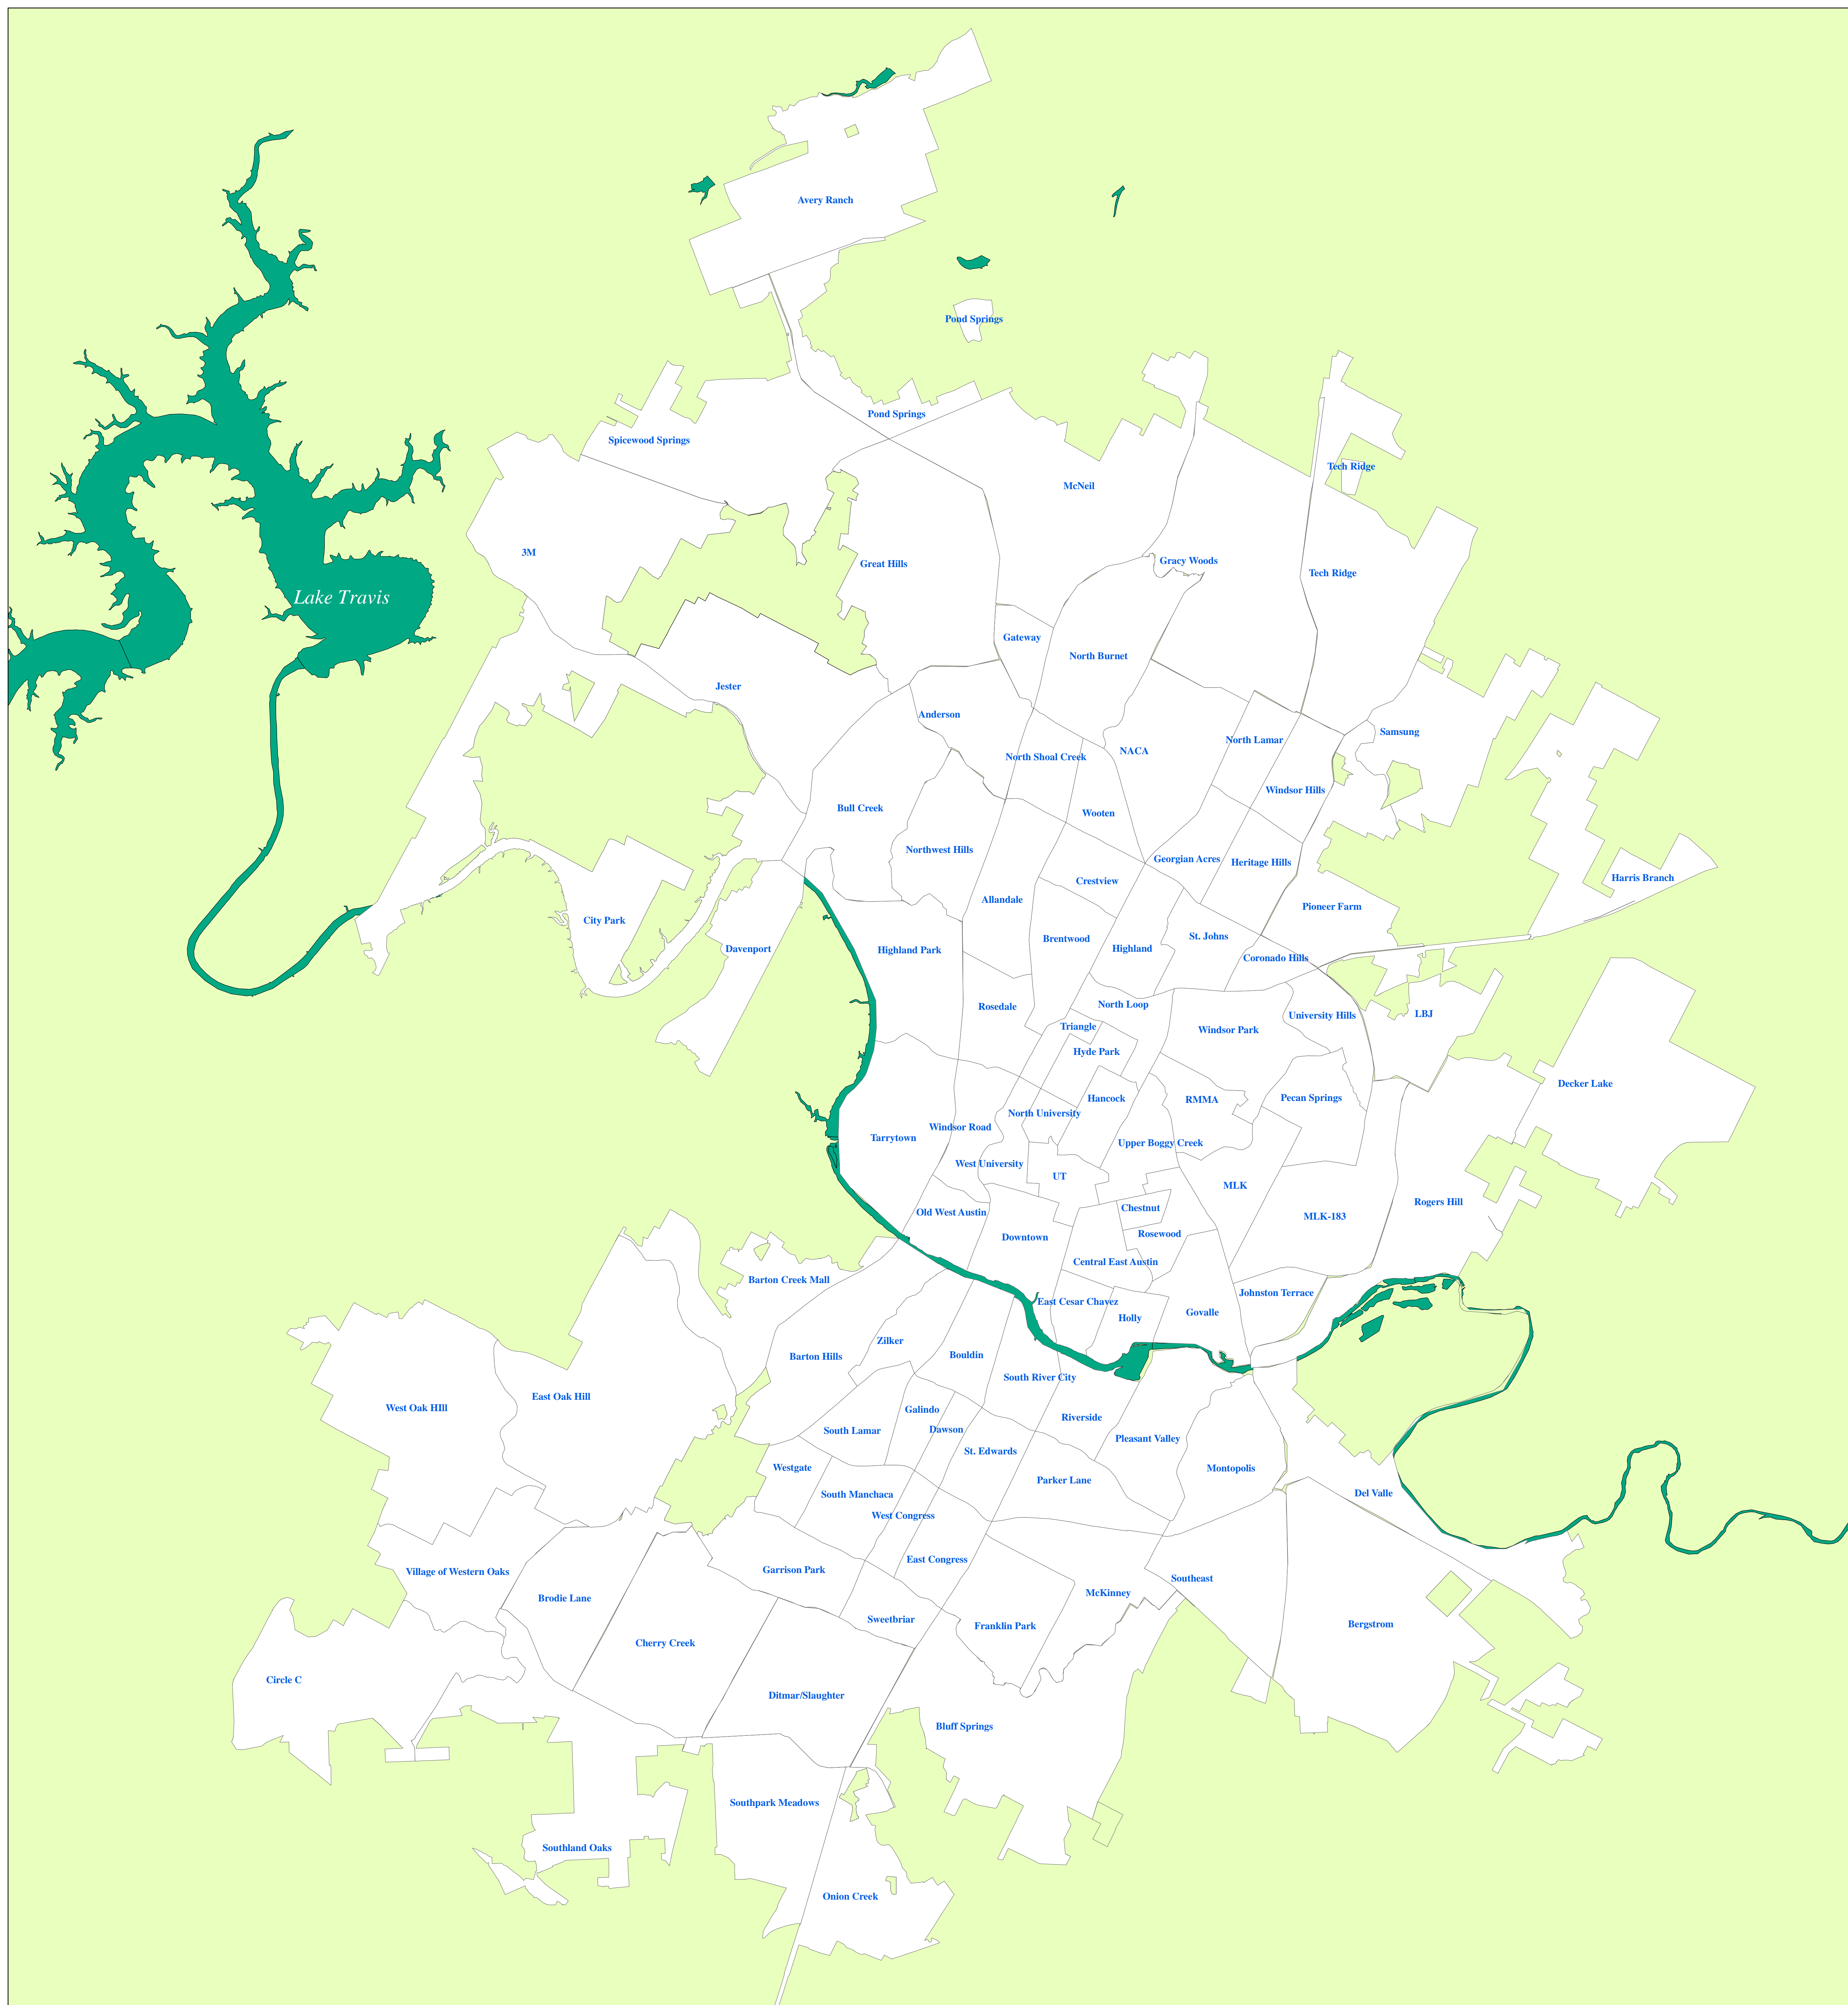 Avery Ranch
Pond Springs
Pond Springs
Spicewood Springs
Tech Ridge
McNeil
3M
Great Hills
Gracy Woods
Tech Ridge
Lake Travis
Gateway
North Burnet
Jester
Anderson
Samsung
North Lamar
NACA
North Shoal Creek
Windsor Hills
Bull Creek
Wooten
Northwest Hills
Georgian Acres
Heritage Hills
Harris Branch
Crestview
Allandale
Pioneer Farm
City Park
St. Johns
Brentwood
Davenport
Highland Park
Highland
Coronado Hills
North Loop
Rosedale
LBJ
University Hills
Triangle
Windsor Park
Hyde Park
Decker Lake
Hancock
RMMA
Pecan Springs
North University
Windsor Road
Tarrytown
Upper Boggy Creek
West University
UT
MLK
Rogers Hill
Chestnut
Old West Austin
MLK-183
Rosewood
Downtown
Central East Austin
Barton Creek Mall
Johnston Terrace
East Cesar Chavez
Govalle
Holly
Zilker
Barton Hills
Bouldin
South River City
East Oak Hill
West Oak HIll
Galindo
Riverside
Dawson
South Lamar
Pleasant Valley
St. Edwards
Westgate
Montopolis
Parker Lane
Del Valle
South Manchaca
West Congress
East Congress
Garrison Park
Village of Western Oaks
Southeast
McKinney
Brodie Lane
Sweetbriar
Bergstrom
Franklin Park
Cherry Creek
Circle C
Ditmar/Slaughter
Bluff Springs
Southpark Meadows
Southland Oaks
Onion Creek